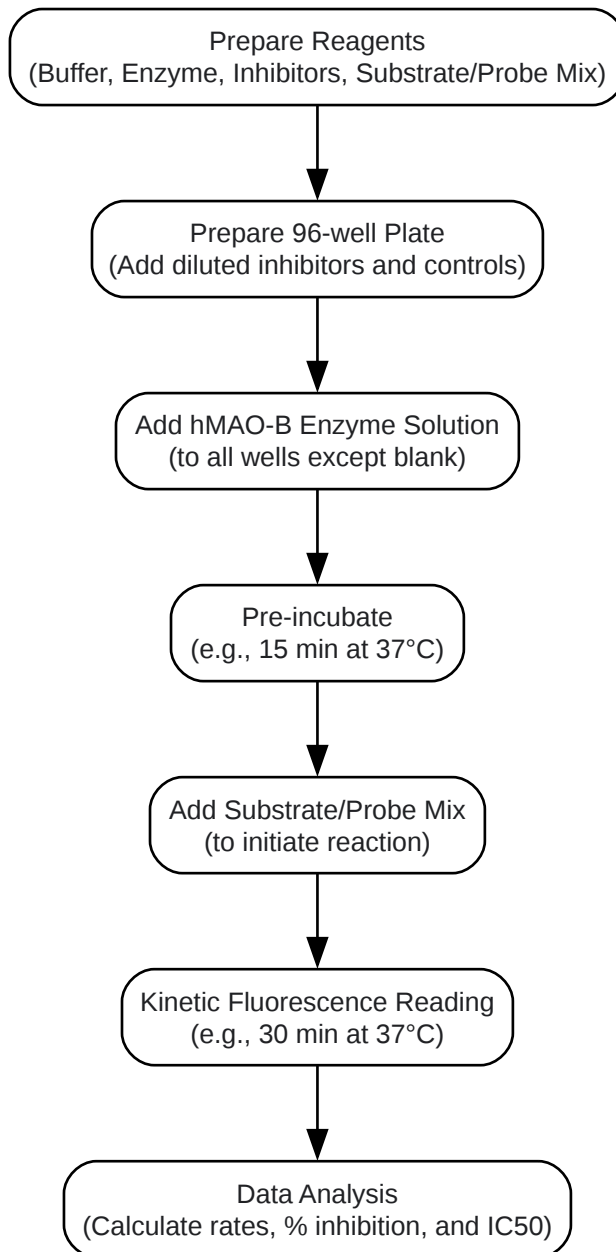 Prepare Reagents
(Buffer, Enzyme, Inhibitors, Substrate/Probe Mix)
Prepare 96-well Plate
(Add diluted inhibitors and controls)
Add hMAO-B Enzyme Solution
(to all wells except blank)
Pre-incubate
(e.g., 15 min at 37°C)
Add Substrate/Probe Mix
(to initiate reaction)
Kinetic Fluorescence Reading
(e.g., 30 min at 37°C)
Data Analysis
(Calculate rates, % inhibition, and IC50)